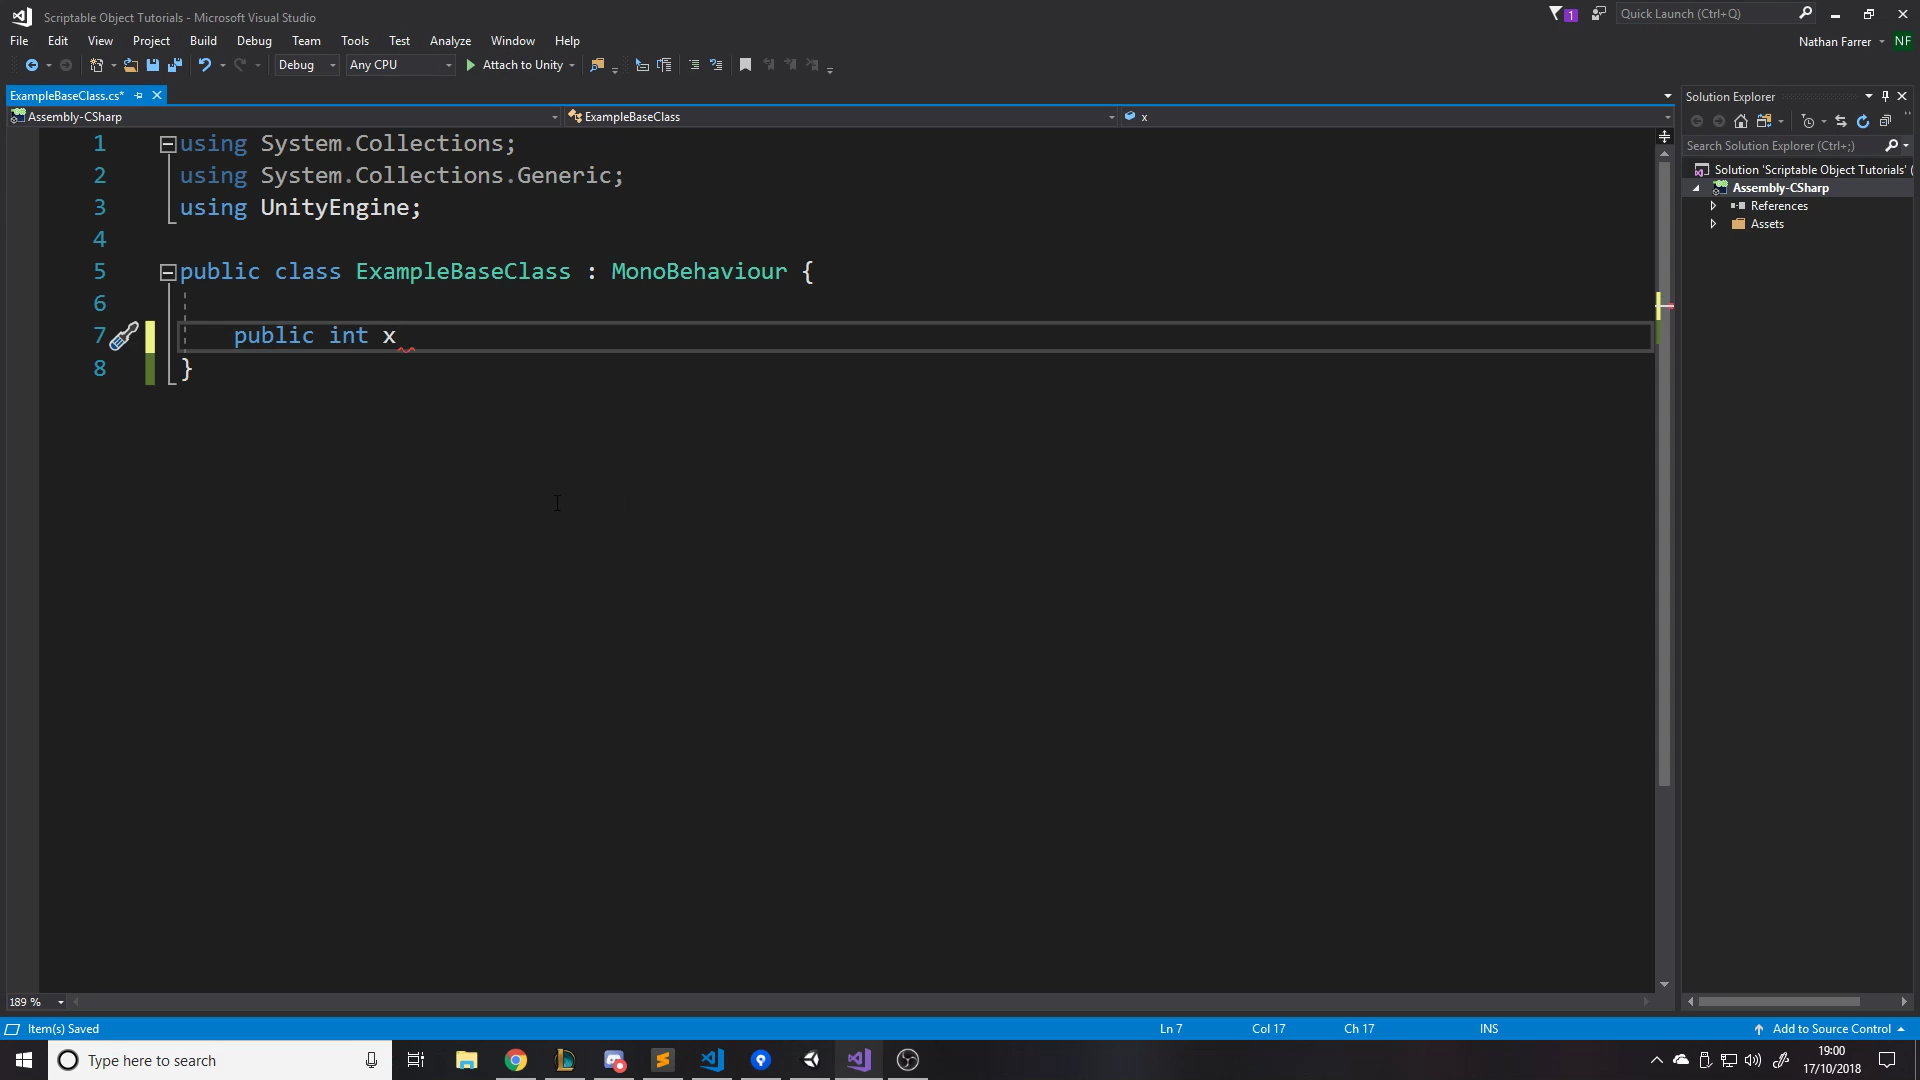 Scriptable Object Tutorials - Microsoft Visual Studio
1
Quick Launch (Ctrl+Q)
File Edit View Project Build Debug Team Tools Test Analyze Window Help
Nathan Farrer NF
Debug Any CPU Attach to Unity
ExampleBaseClass.cs*
Solution Explorer
Assembly-CSharp ExampleBaseClass x
Search Solution Explorer (Ctrl+;)
Solution 'Scriptable Object Tutorials' (
Assembly-CSharp
References
Assets
1 using System.Collections;
2 using System.Collections.Generic;
3 using UnityEngine;
4
5 public class ExampleBaseClass : MonoBehaviour {
6
7 public int x
8 }
189 %
Item(s) Saved Ln 7 Col 17 Ch 17 INS Add to Source Control
Type here to search
19:00
17/10/2018